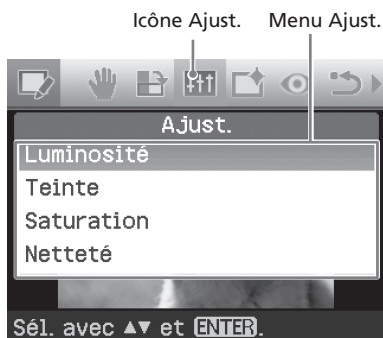 Icône Ajust. Menu Ajust.
Ajust.
Luminosité
Teinte
Saturation
Netteté
Sél. avec ▲▼ et ENTER.